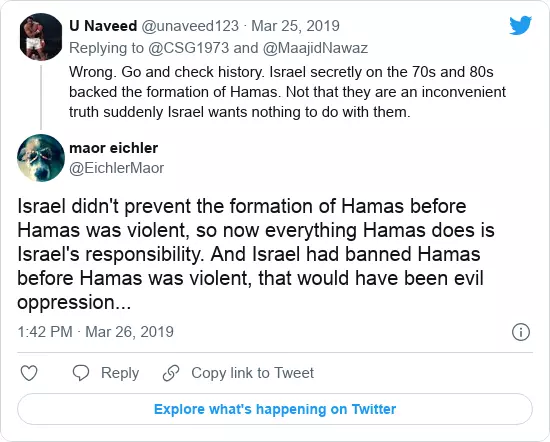 U Naveed @unaveed123 · Mar 25, 2019
Replying to @CSG1973 and @MaajidNawaz
Wrong. Go and check history. Israel secretly on the 70s and 80s
backed the formation of Hamas. Not that they are an inconvenient
truth suddenly Israel wants nothing to do with them.
maor eichler
@EichlerMaor
Israel didn't prevent the formation of Hamas before
Hamas was violent, so now everything Hamas does is
Israel's responsibility. And Israel had banned Hamas
before Hamas was violent, that would have been evil
oppression...
1:42 PM · Mar 26, 2019
Reply
Copy link to Tweet
Explore what's happening on Twitter